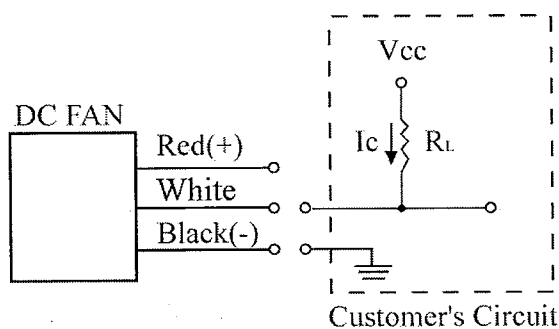 Vcc
DC FAN
Red(+)
Ic
RL
White
Black(-)
Customer's Circuit